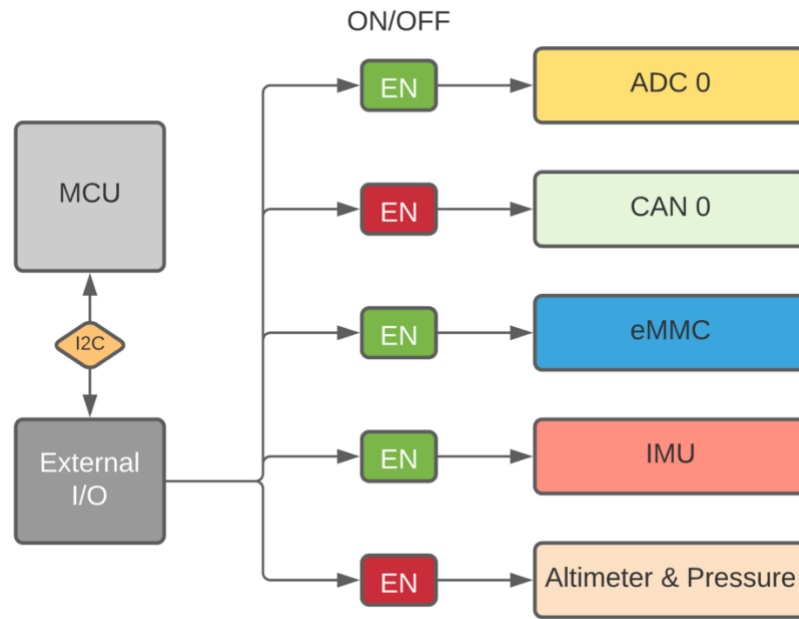 ON/OFF
EN
ADC 0
MCU
EN
CAN 0
I2C
EN
eMMC
External
I/O
EN
IMU
EN
Altimeter & Pressure